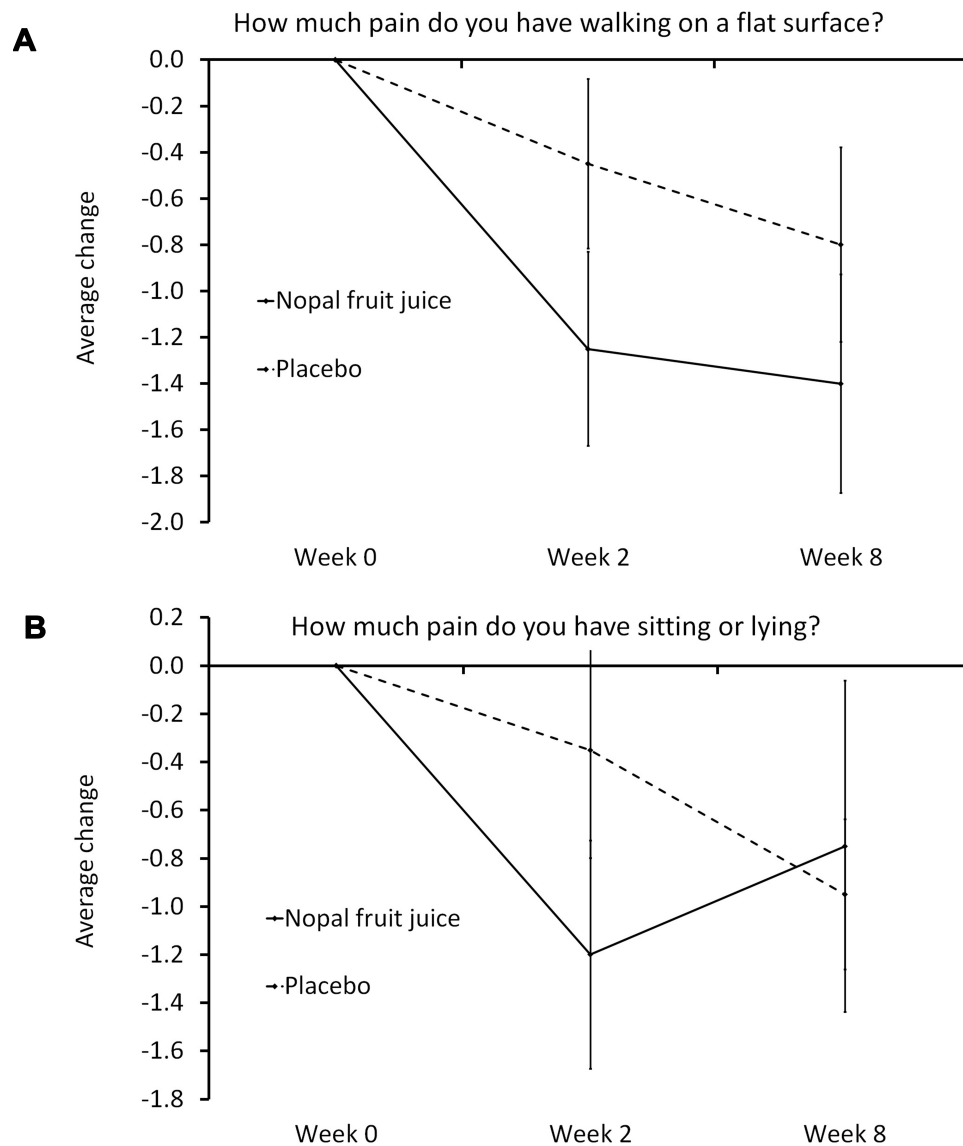 A
How much pain do you have walking on a flat surface?
0.0
-0.2
-0.4
-0.6
-0.8
-1.0
-1.2
-1.4
-1.6
-1.8
-2.0
Average change
Nopal fruit juice
Placebo
Week 0 Week 2 Week 8
B
How much pain do you have sitting or lying?
0.2
0.0
-0.2
-0.4
-0.6
-0.8
-1.0
-1.2
-1.4
-1.6
-1.8
Average change
Nopal fruit juice
Placebo
Week 0 Week 2 Week 8